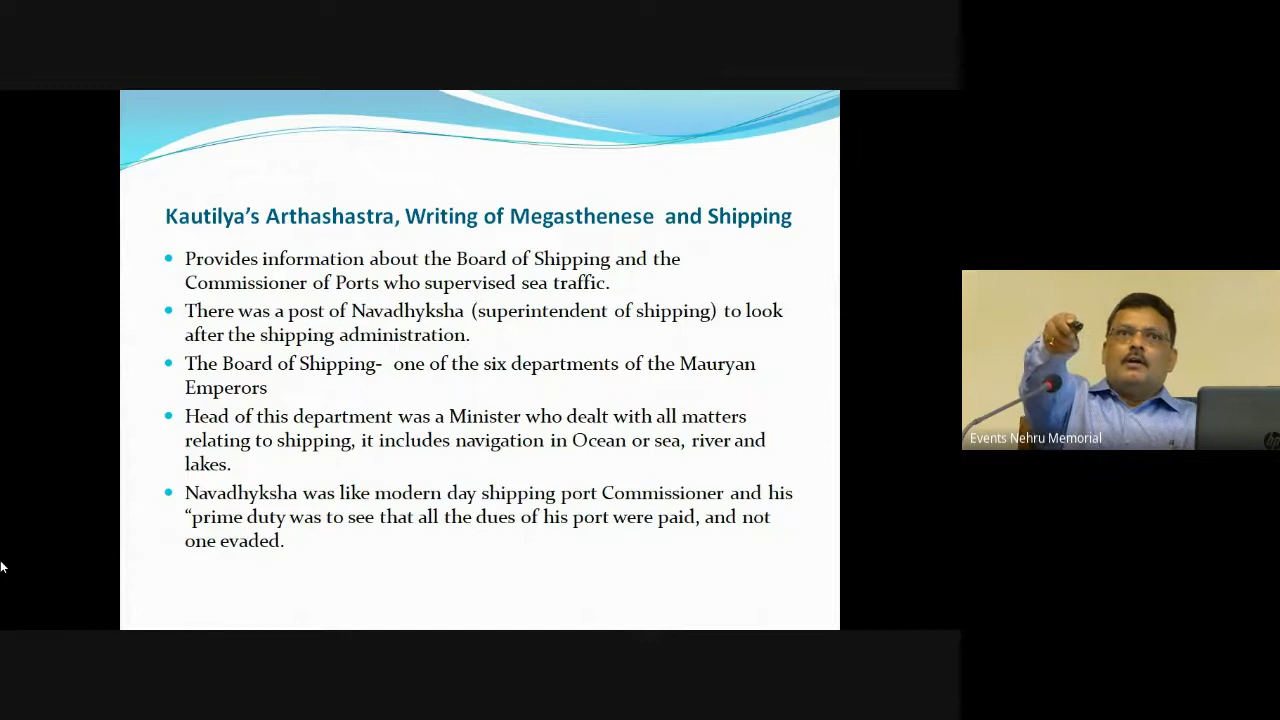 Kautilya's Arthashastra, Writing of Megasthenese and Shipping
Provides information about the Board of Shipping and the
Commissioner of Ports who supervised sea traffic.
There was a post of Navadhyksha (superintendent of shipping) to look
after the shipping administration.
The Board of Shipping- one of the six departments of the Mauryan
Emperors
Head of this department was a Minister who dealt with all matters
relating to shipping, it includes navigation in Ocean or sea, river and
lakes.
Navadhyksha was like modern day shipping port Commissioner and his
“prime duty was to see that all the dues of his port were paid, and not
one evaded.
Events Nehru Memorial
hp